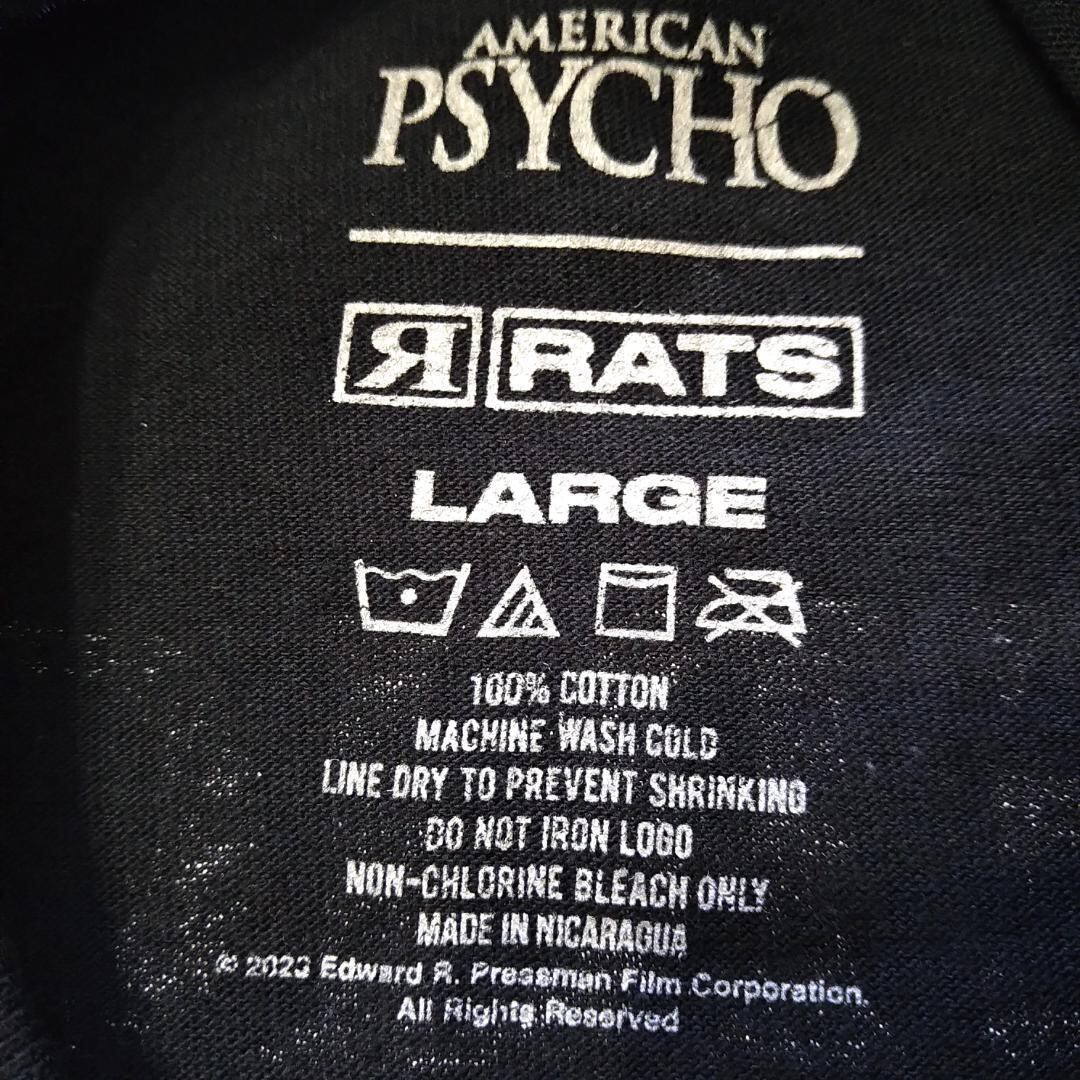 AMERICAN
PSYCHO
R RATS
LARGE
100% COTTON
MACHINE WASH COLD
LINE DRY TO PREVENT SHRINKING
DO NOT IRON LOGO
NON-CHLORINE BLEACH ONLY
MADE IN NICARAGUA
© 2023 Edward R. Pressman Film Corporation.
All Rights Reserved